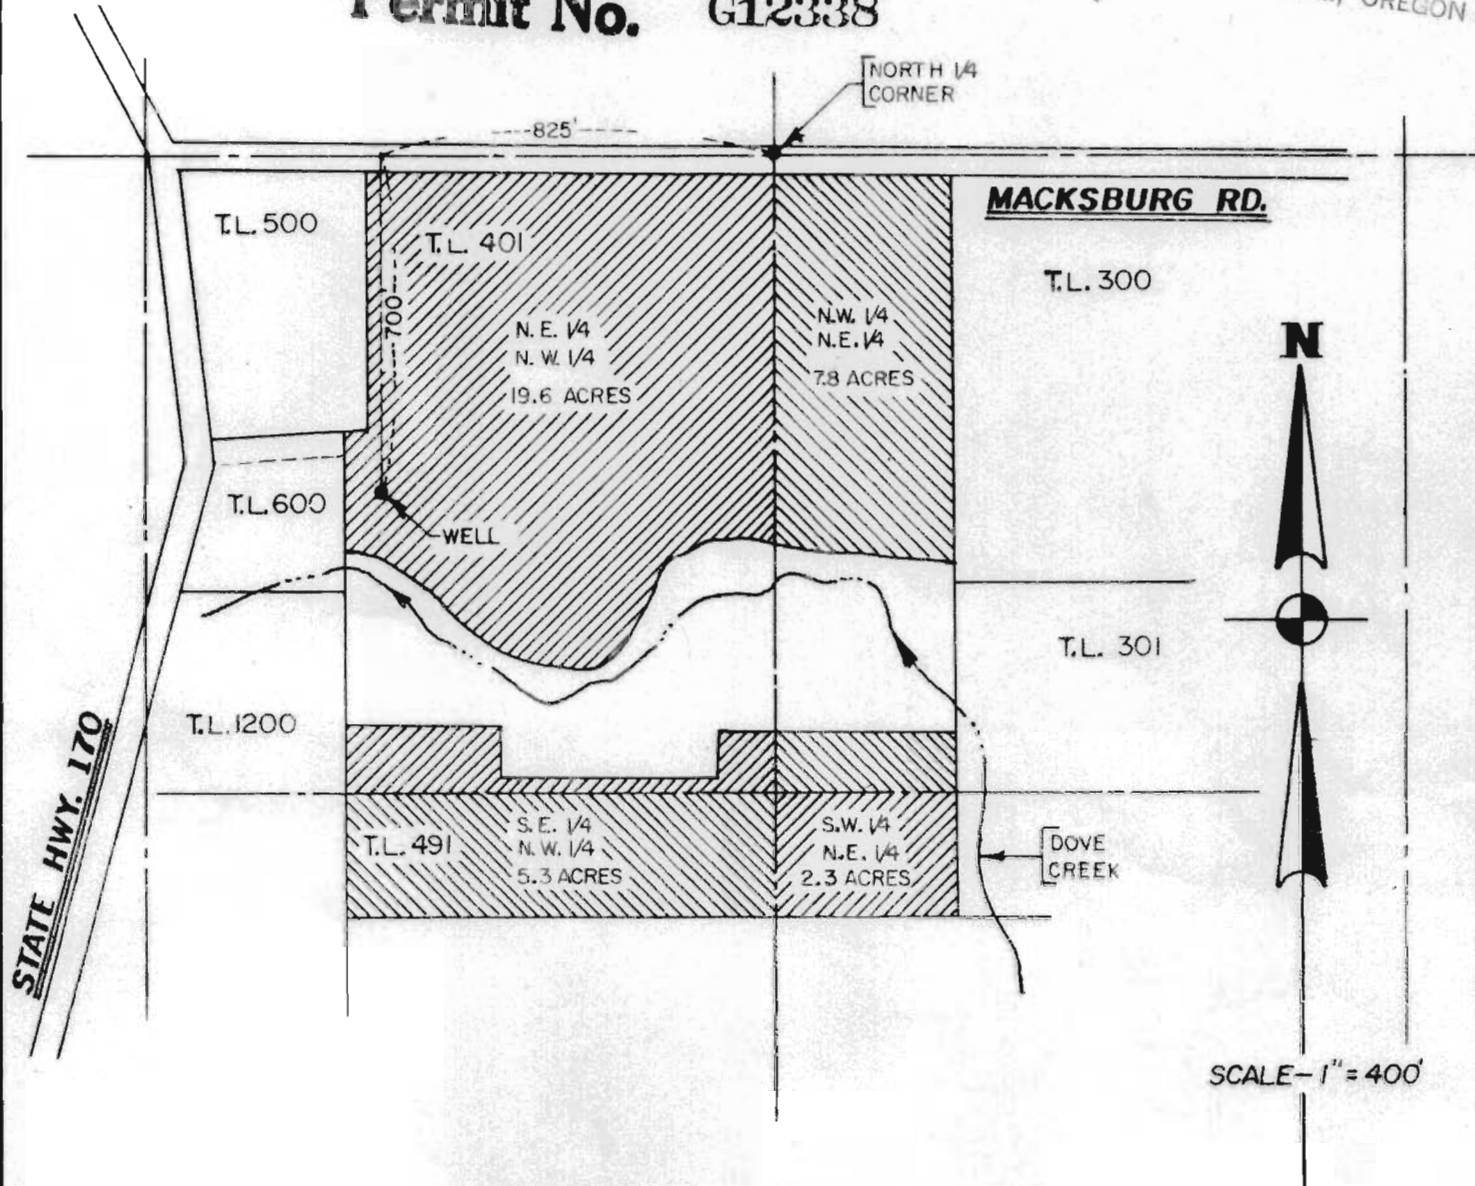 Permit No. G12338
OREGON
NORTH 1/4
CORNER
825'
MACKSBURG RD.
T.L. 500
T.L. 401
T.L. 300
700'
N.E. 1/4
N.W. 1/4
19.6 ACRES
N.W. 1/4
N.E. 1/4
7.8 ACRES
N
T.L. 600
WELL
T.L. 301
T.L. 1200
STATE HWY. 170
T.L. 491
S.E. 1/4
N.W. 1/4
5.3 ACRES
S.W. 1/4
N.E. 1/4
2.3 ACRES
DOVE
CREEK
SCALE - 1" = 400'